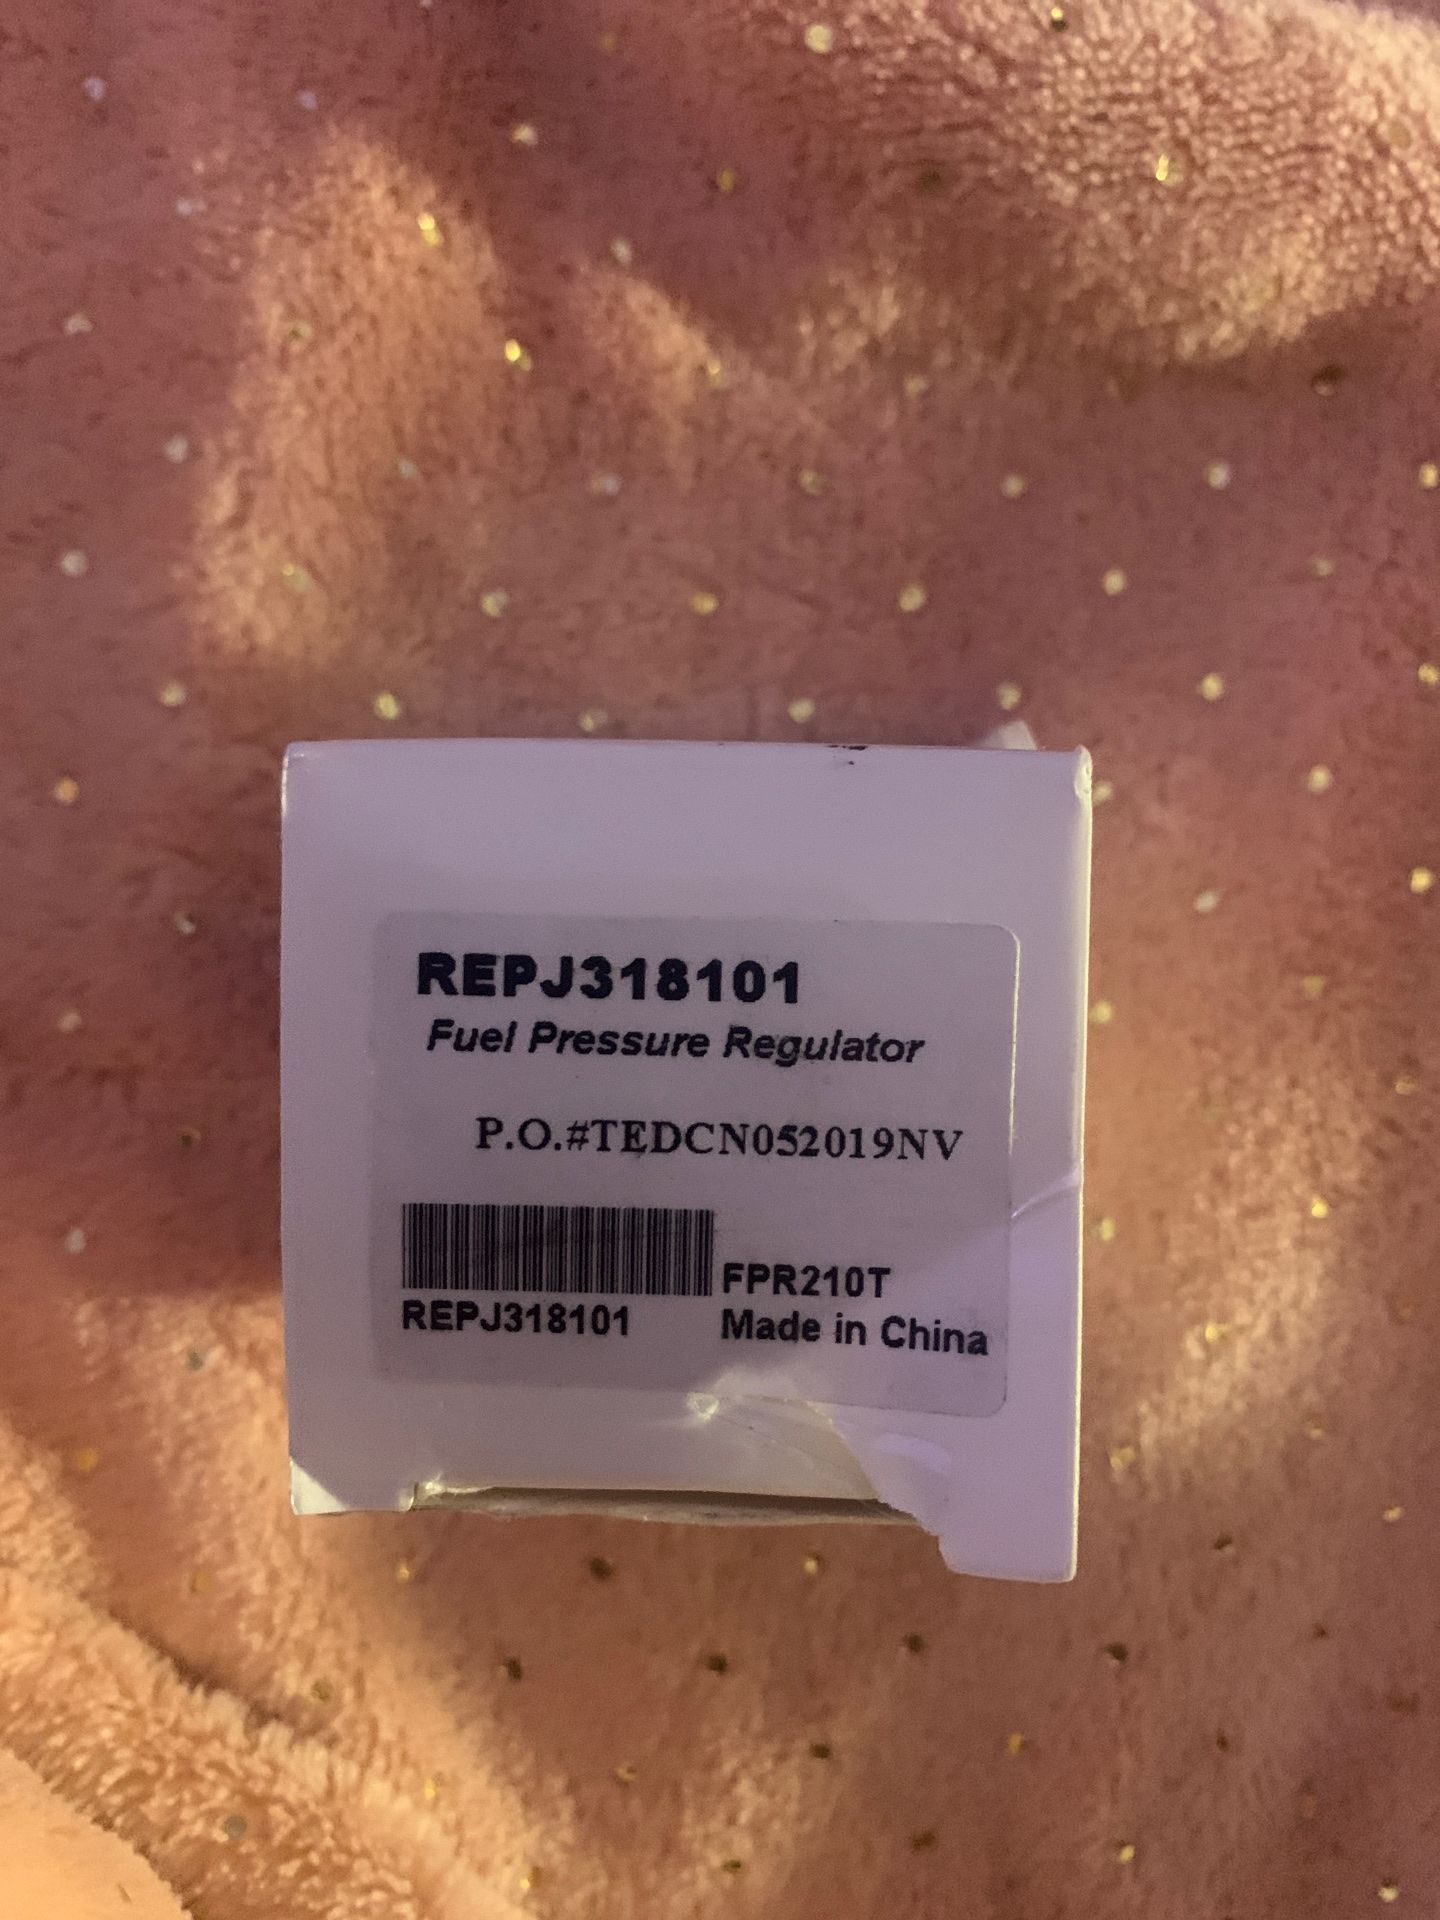 REPJ318101
Fuel Pressure Regulator
P.O.#TEDCN052019NV
FPR210T
REPJ318101
Made in China